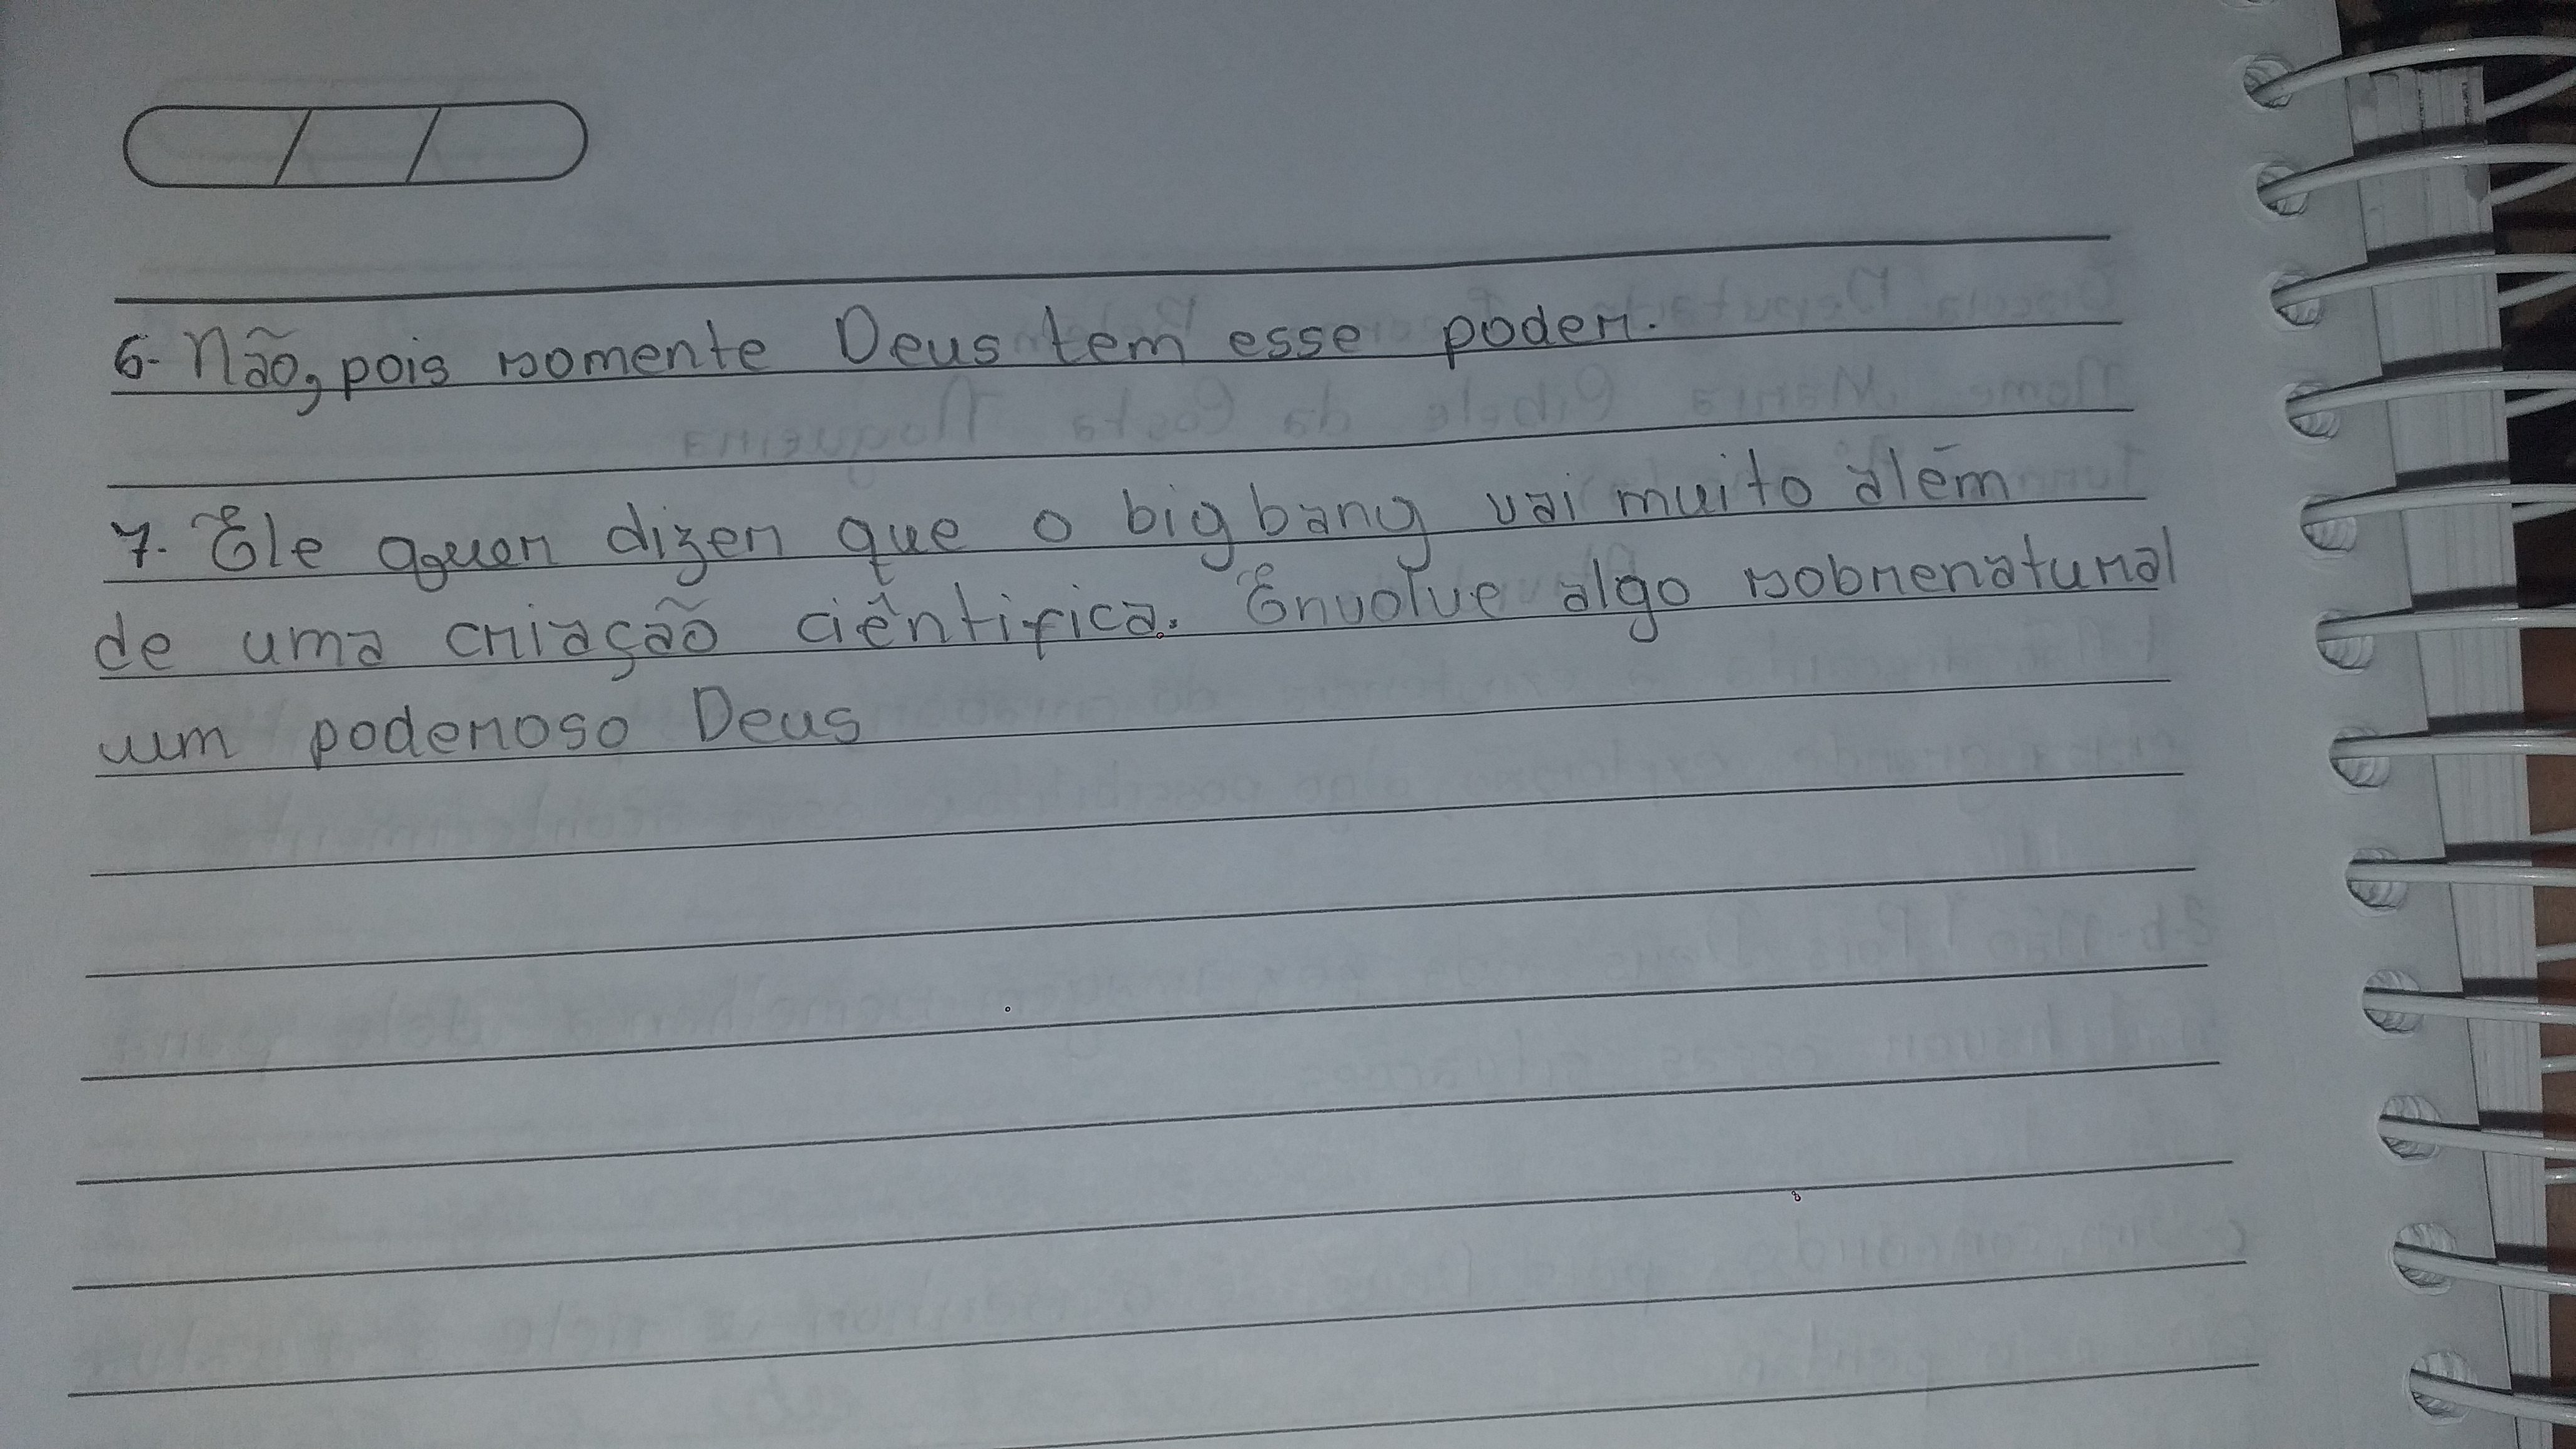 6- Não, pois somente Deus tem esse poder.
7. Ele quer dizer que o big bang vai muito além
de uma criação ciêntifica. Envolve algo sobrenatural
um poderoso Deus